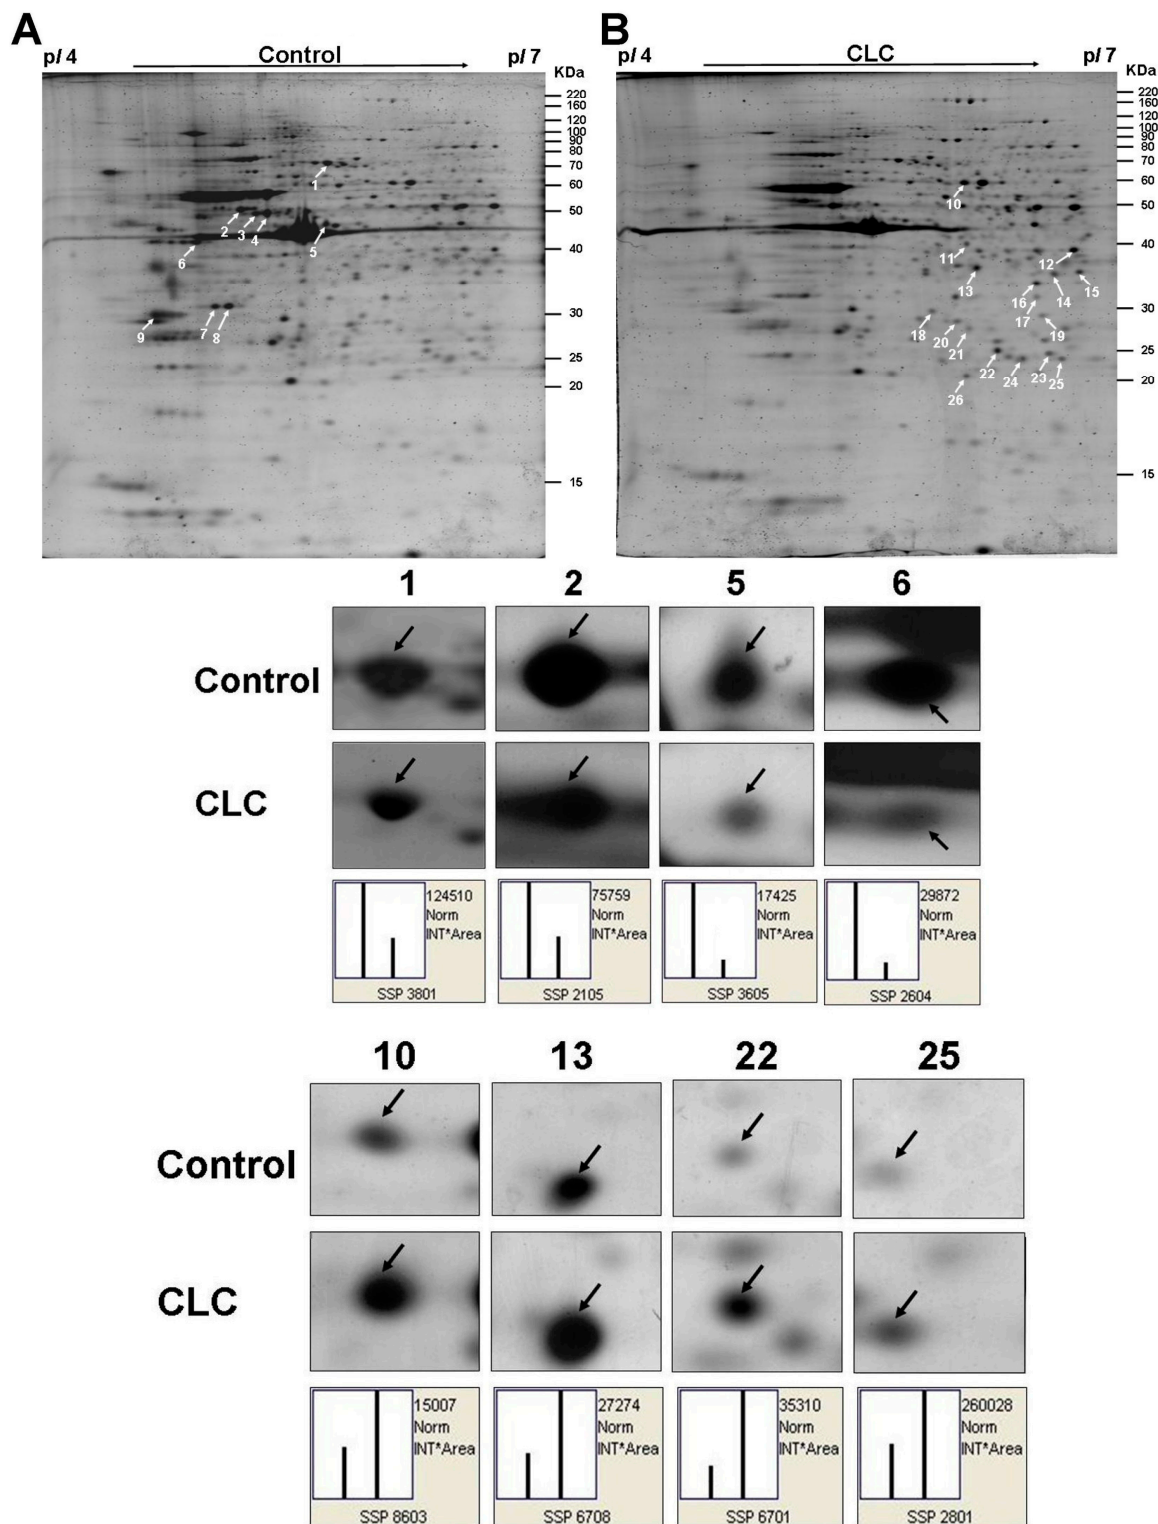 A
B
pI 4
Control
pI 7
pI 4
CLC
pI 7
KDa
220
160
120
100
90
80
70
60
50
40
30
25
20
15
1
2
3
4
5
6
7
8
9
KDa
220
160
120
100
90
80
70
60
50
40
30
25
20
15
10
11
12
13
14
15
16
17
18
19
20
21
22
23
24
25
26
1
2
5
6
Control
CLC
124510
Norm
INT*Area
SSP 3801
75759
Norm
INT*Area
SSP 2105
17425
Norm
INT*Area
SSP 3605
29872
Norm
INT*Area
SSP 2604
10
13
22
25
Control
CLC
15007
Norm
INT*Area
SSP 8603
27274
Norm
INT*Area
SSP 6708
35310
Norm
INT*Area
SSP 6701
260028
Norm
INT*Area
SSP 2801